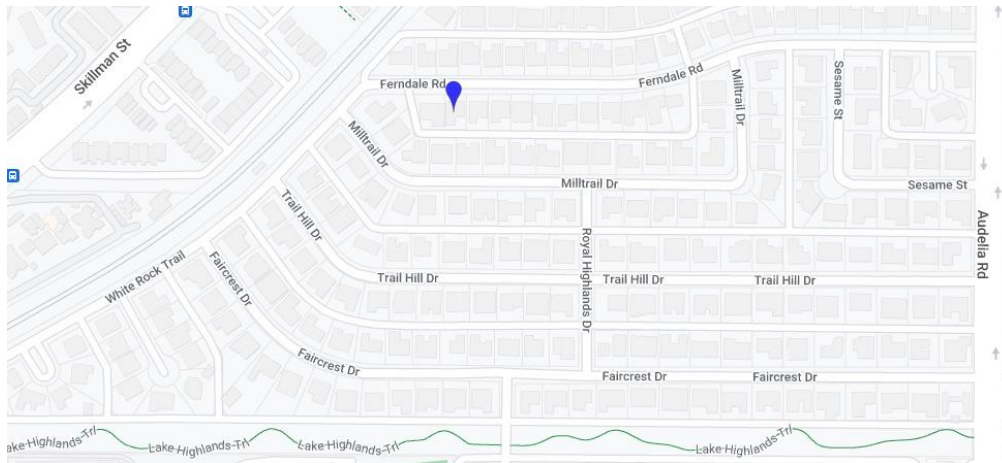 Skillman St
Ferndale Rd
Ferndale Rd
Milltrail Dr
Sesame St
Milltrail Dr
Milltrail Dr
Sesame St
Trail Hill Dr
Audelia Rd
Royal Highlands Dr
White Rock Trail
Faircrest Dr
Trail Hill Dr
Trail Hill Dr
Trail Hill Dr
Faircrest Dr
Faircrest Dr
Faircrest Dr
ake-Highlands-Trl
Lake-Highlands-Trl
Lake-Highlands-Trl
Lake-Highlands-Trl